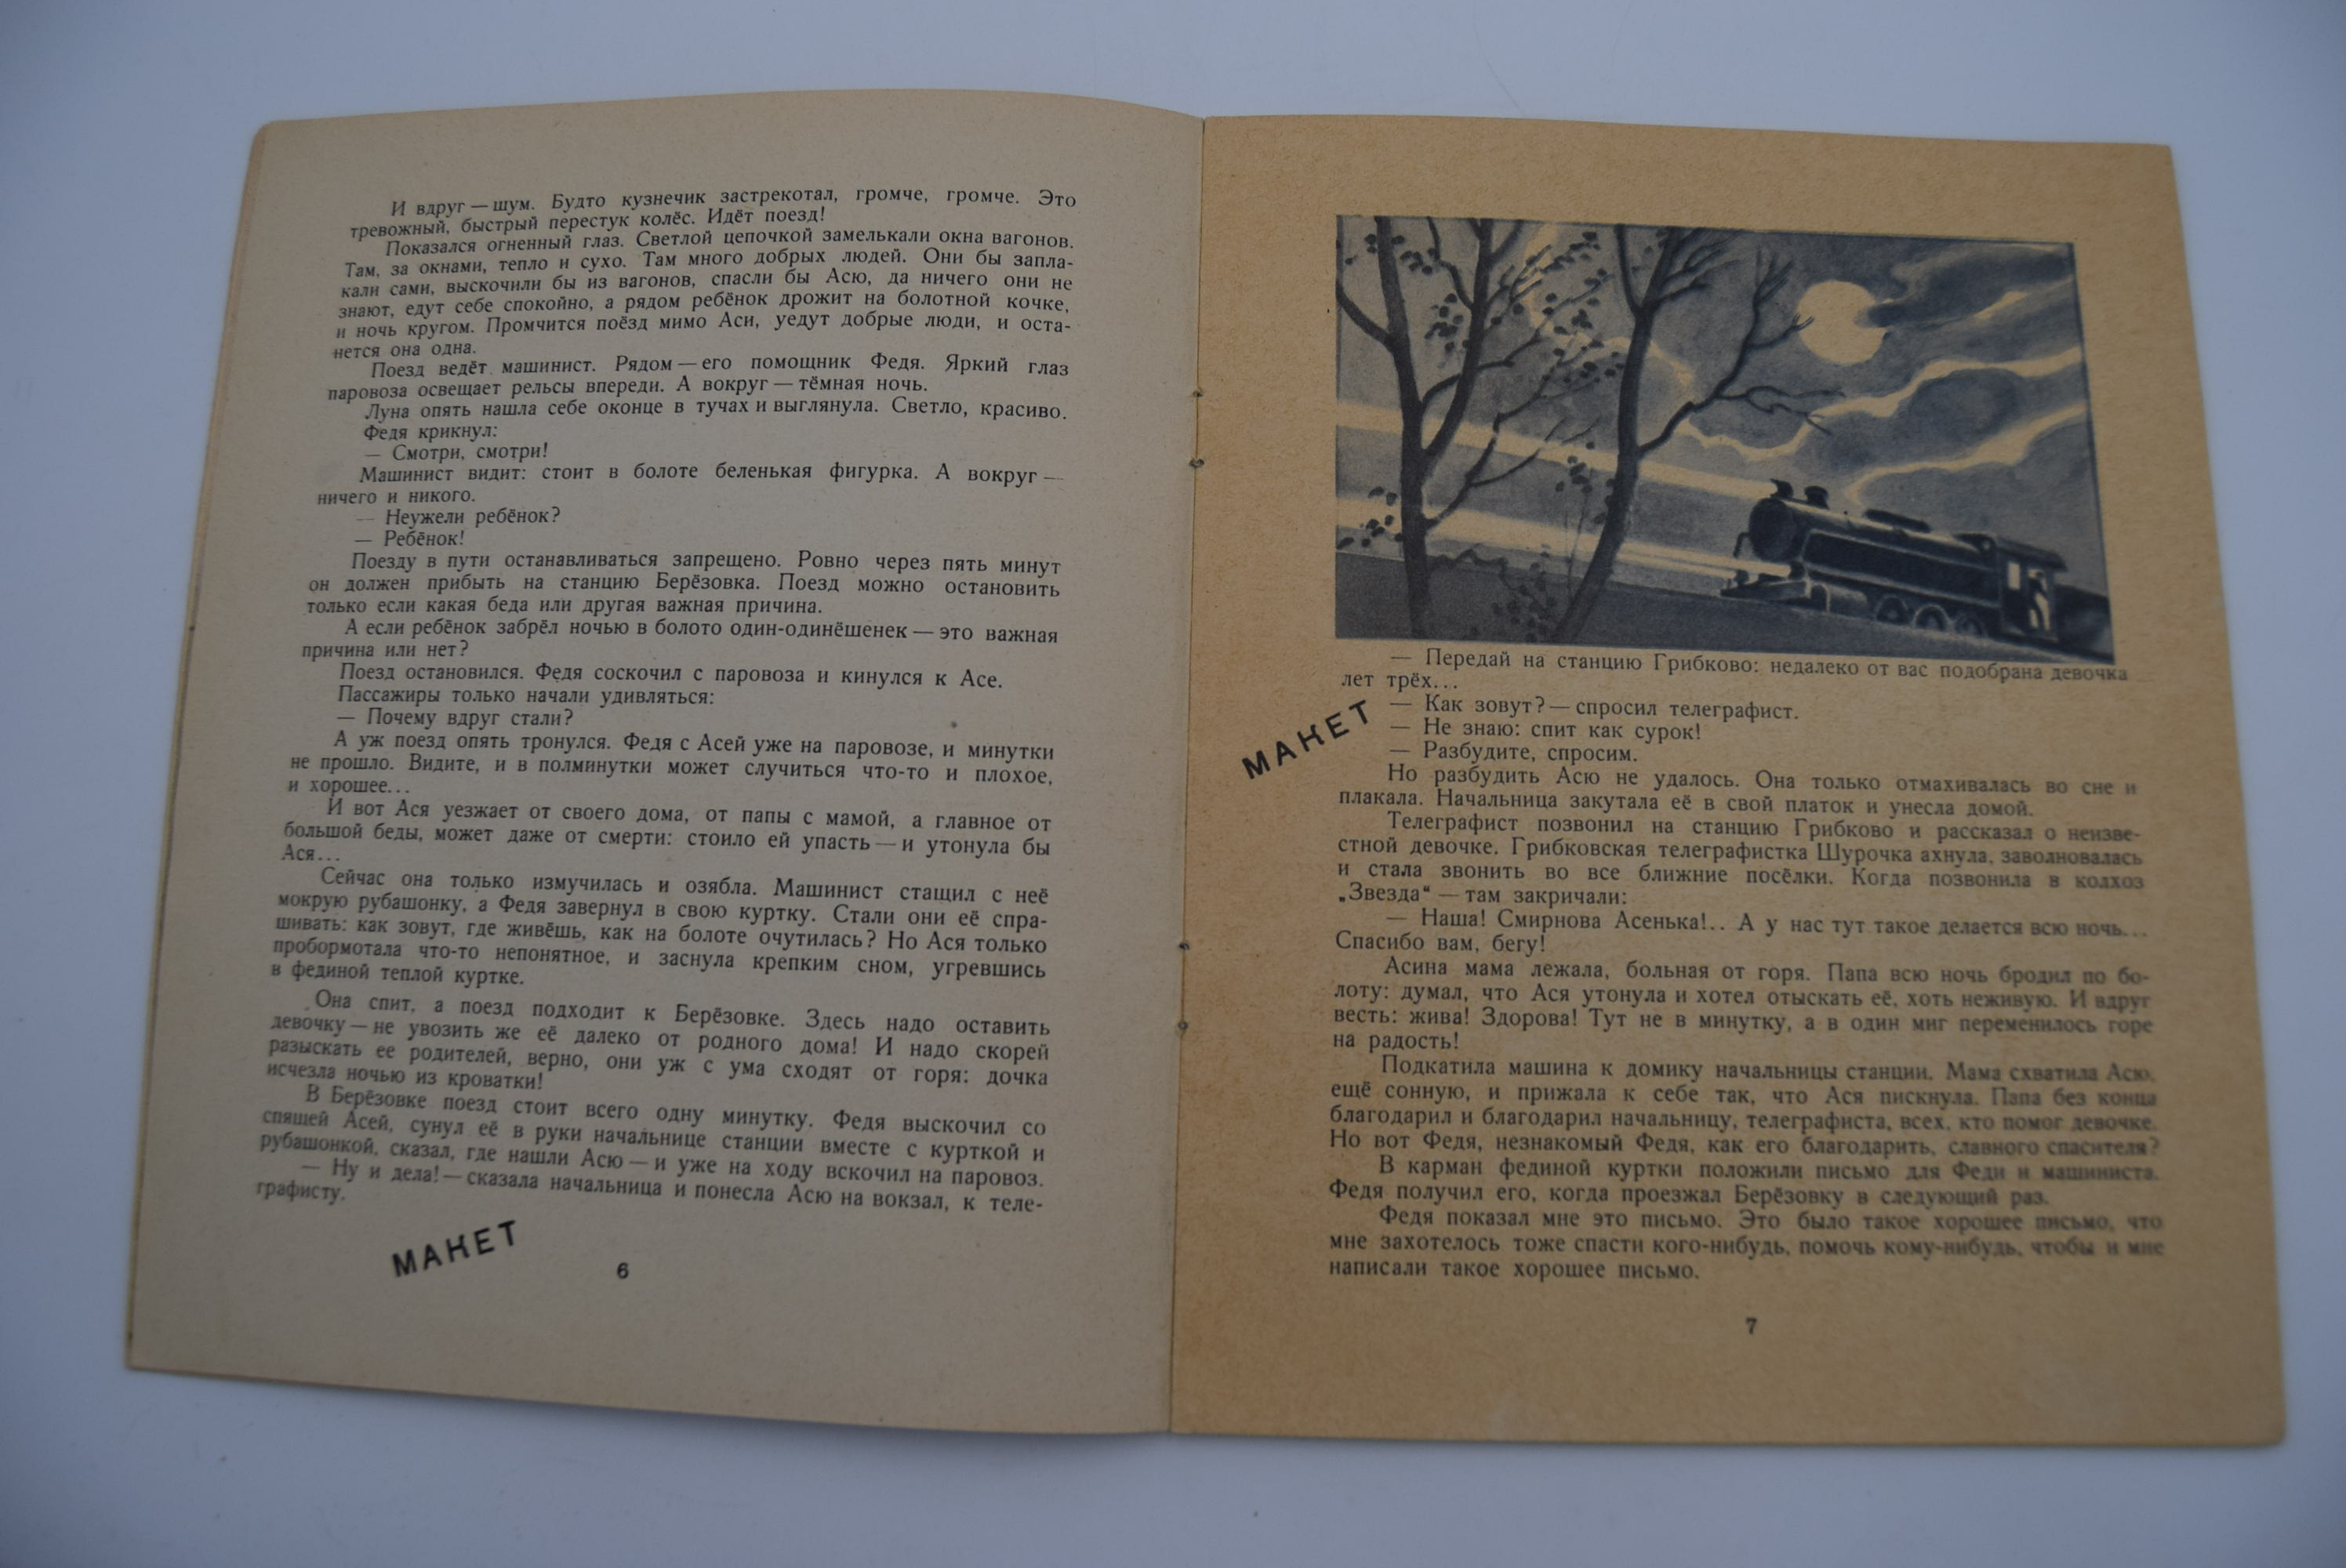 И вдруг — шум. Будто кузнечик застрекотал, громче, громче. Это
тревожный, быстрый перестук колёс. Идёт поезд!
Показался огненный глаз. Светлой цепочкой замелькали окна вагонов.
Там, за окнами, тепло и сухо. Там много добрых людей. Они бы запла-
кали сами, выскочили бы из вагонов, спасли бы Асю, да ничего они не
знают, едут себе спокойно, а рядом ребёнок дрожит на болотной кочке,
и ночь кругом. Промчится поёзд мимо Аси, уедут добрые люди, и оста-
нется она одна.
Поезд ведёт машинист. Рядом — его помощник Федя. Яркий глаз
паровоза освещает рельсы впереди. А вокруг — тёмная ночь.
Луна опять нашла себе оконце в тучах и выглянула. Светло, красиво.
Федя крикнул:
— Смотри, смотри!
Машинист видит: стоит в болоте беленькая фигурка. А вокруг —
ничего и никого.
— Неужели ребёнок?
— Ребёнок!
Поезду в пути останавливаться запрещено. Ровно через пять минут
он должен прибыть на станцию Берёзовка. Поезд можно остановить
только если какая беда или другая важная причина.
А если ребёнок забрёл ночью в болото один-одинёшенек — это важная
причина или нет?
Поезд остановился. Федя соскочил с паровоза и кинулся к Асе.
Пассажиры только начали удивляться:
— Почему вдруг стали?
А уж поезд опять тронулся. Федя с Асей уже на паровозе, и минутки
не прошло. Видите, и в полминутки может случиться что-то и плохое,
и хорошее...
И вот Ася уезжает от своего дома, от папы с мамой, а главное от
большой беды, может даже от смерти: стоило ей упасть — и утонула бы
Ася...
Сейчас она только измучилась и озябла. Машинист стащил с неё
мокрую рубашонку, а Федя завернул в свою куртку. Стали они её спра-
шивать: как зовут, где живёшь, как на болоте очутилась? Но Ася только
пробормотала что-то непонятное, и заснула крепким сном, угревшись
в фединой теплой куртке.
Она спит, а поезд подходит к Берёзовке. Здесь надо оставить
девочку — не увозить же её далеко от родного дома! И надо скорей
разыскать ее родителей, верно, они уж с ума сходят от горя: дочка
исчезла ночью из кроватки!
В Берёзовке поезд стоит всего одну минутку. Федя выскочил со
спящей Асей, сунул её в руки начальнице станции вместе с курткой и
рубашонкой, сказал, где нашли Асю — и уже на ходу вскочил на паровоз.
— Ну и дела! — сказала начальница и понесла Асю на вокзал, к теле-
графисту.
МАКЕТ
6
— Передай на станцию Грибково: недалеко от вас подобрана девочка
лет трёх...
— Как зовут? — спросил телеграфист.
— Не знаю: спит как сурок!
— Разбудите, спросим.
МАКЕТ
Но разбудить Асю не удалось. Она только отмахивалась во сне и
плакала. Начальница закутала её в свой платок и унесла домой.
Телеграфист позвонил на станцию Грибково и рассказал о неизве-
стной девочке. Грибковская телеграфистка Шурочка ахнула, заволновалась
и стала звонить во все ближние посёлки. Когда позвонила в колхоз
„Звезда“ — там закричали:
— Наша! Смирнова Асенька!.. А у нас тут такое делается всю ночь...
Спасибо вам, бегу!
Асина мама лежала, больная от горя. Папа всю ночь бродил по бо-
лоту: думал, что Ася утонула и хотел отыскать её, хоть неживую. И вдруг
весть: жива! Здорова! Тут не в минутку, а в один миг переменилось горе
на радость!
Подкатила машина к домику начальницы станции. Мама схватила Асю,
ещё сонную, и прижала к себе так, что Ася пискнула. Папа без конца
благодарил и благодарил начальницу, телеграфиста, всех, кто помог девочке.
Но вот Федя, незнакомый Федя, как его благодарить, славного спасителя?
В карман фединой куртки положили письмо для Феди и машиниста.
Федя получил его, когда проезжал Берёзовку в следующий раз.
Федя показал мне это письмо. Это было такое хорошее письмо, что
мне захотелось тоже спасти кого-нибудь, помочь кому-нибудь, чтобы и мне
написали такое хорошее письмо.
7